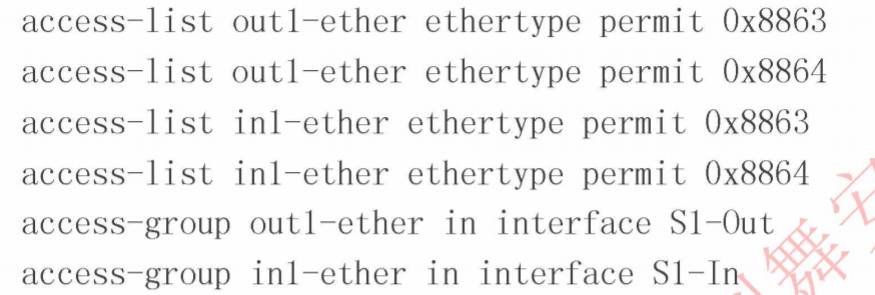 access-list out1-ether ethertype permit 0x8863
access-list out1-ether ethertype permit 0x8864
access-list in1-ether ethertype permit 0x8863
access-list in1-ether ethertype permit 0x8864
access-group out1-ether in interface S1-Out
access-group in1-ether in interface S1-In
舞